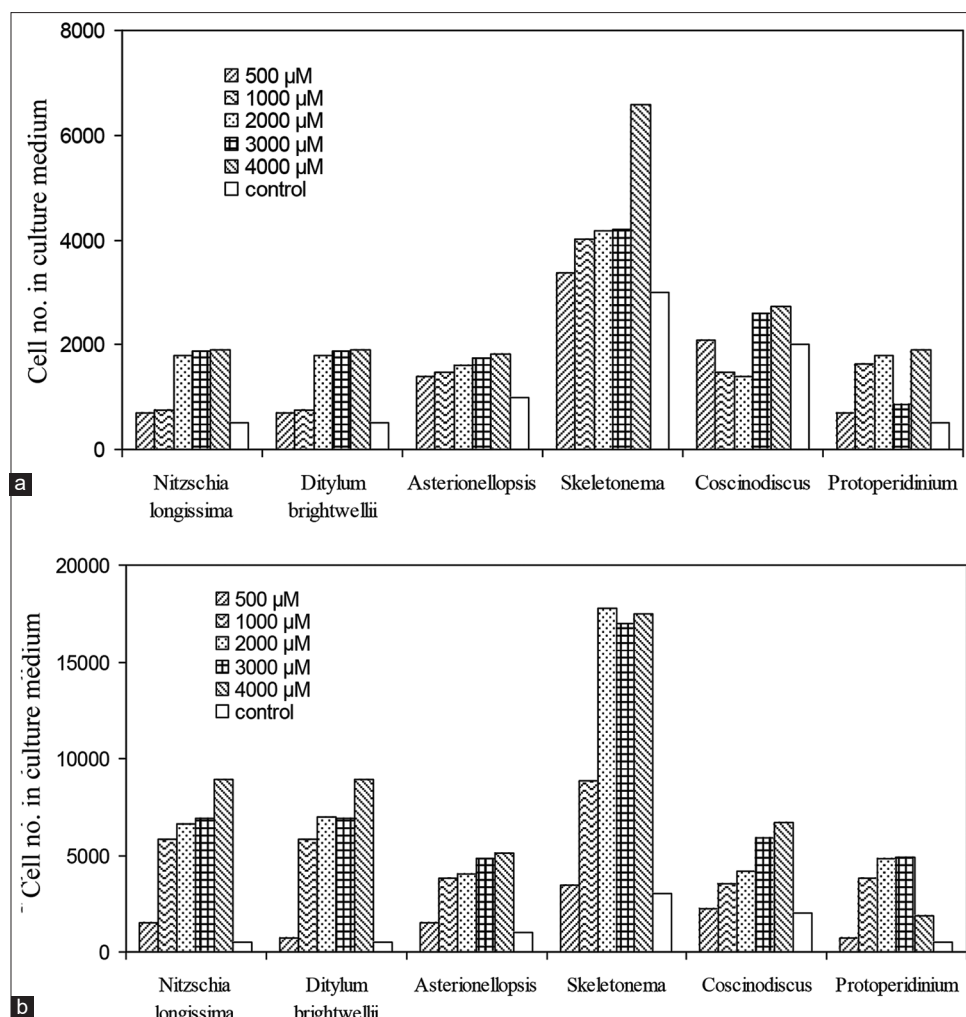 8000
6000
4000
2000
0
Cell no. in culture medium
500 µM
1000 µM
2000 µM
3000 µM
4000 µM
control
Nitzschia longissima
Ditylum brightwellii
Asterionellopsis
Skeletonema
Coscinodiscus
Protoperidinium
a
20000
15000
10000
5000
0
Cell no. in culture medium
500 µM
1000 µM
2000 µM
3000 µM
4000 µM
control
Nitzschia longissima
Ditylum brightwellii
Asterionellopsis
Skeletonema
Coscinodiscus
Protoperidinium
b